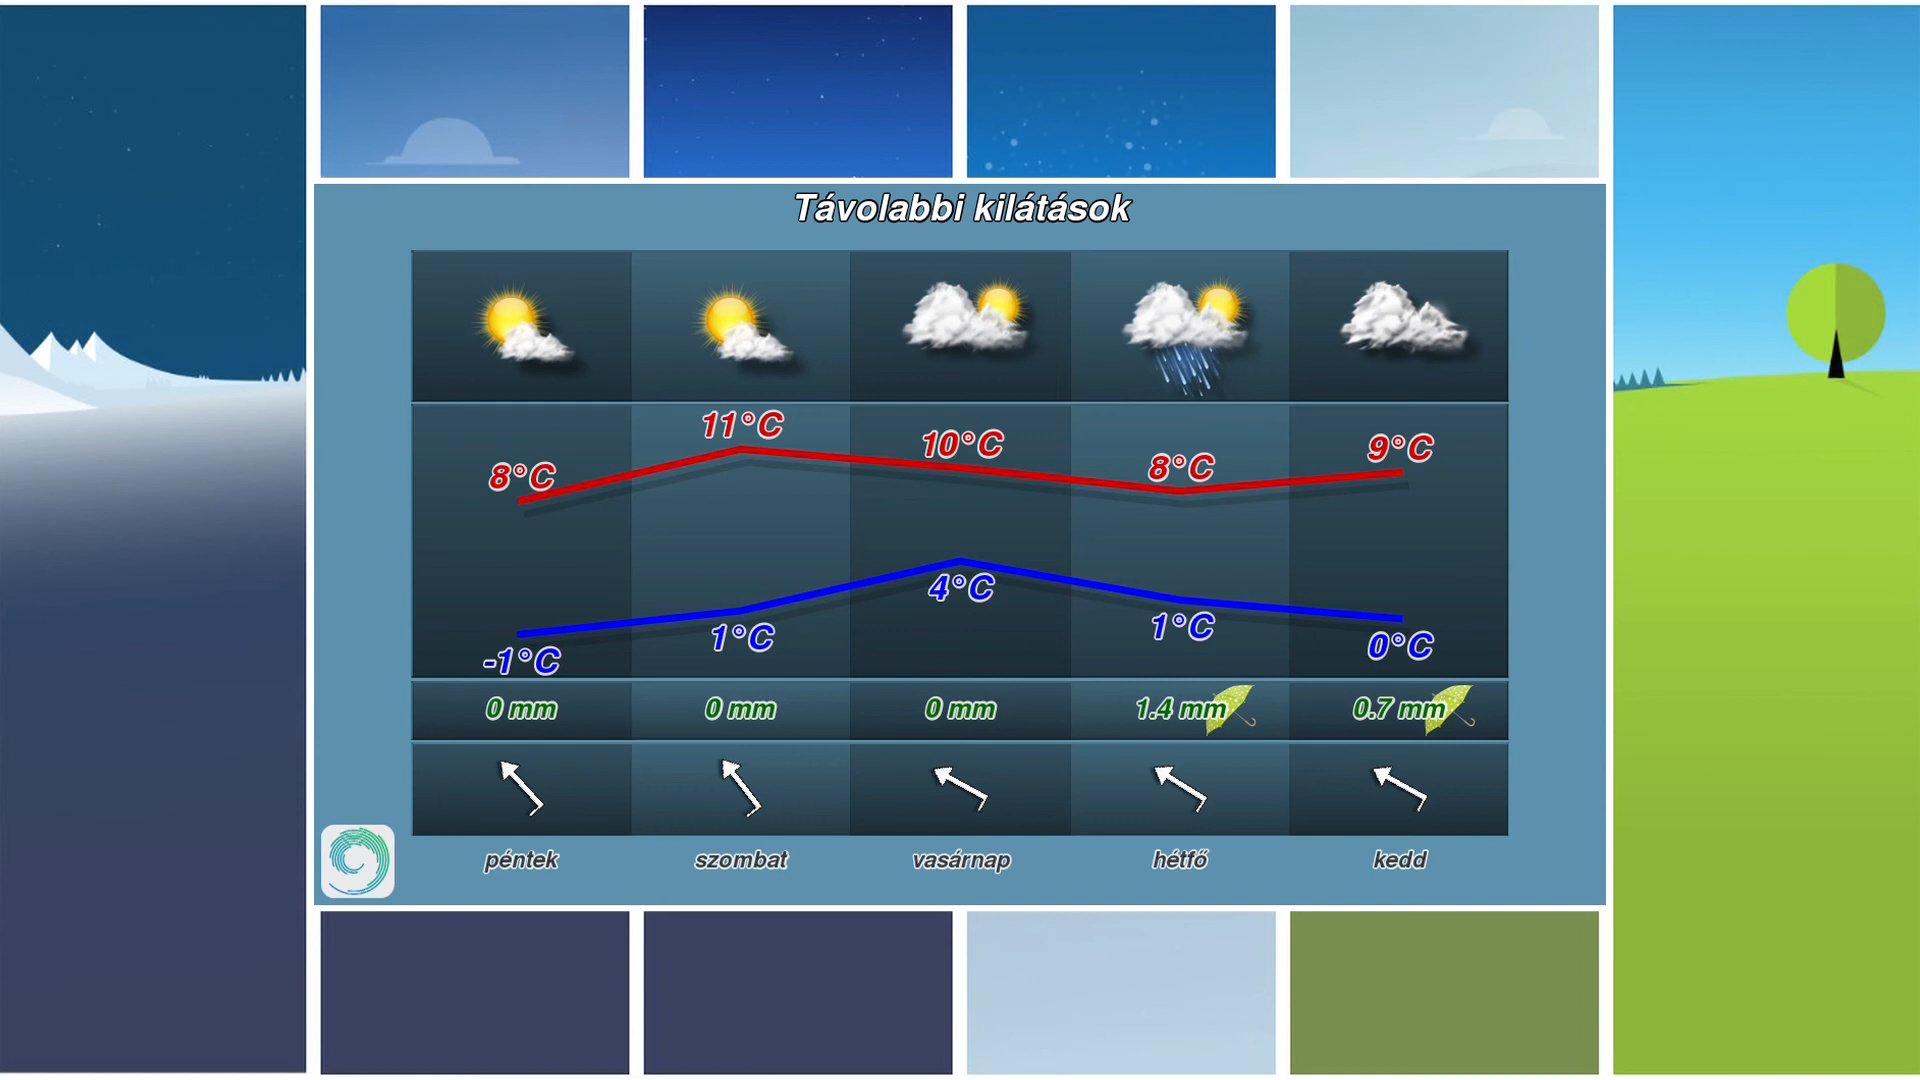 Távolabbi kilátások
8°C 11°C 10°C 8°C 9°C
-1°C 1°C 4°C 1°C 0°C
0 mm 0 mm 0 mm 1.4 mm 0.7 mm
péntek szombat vasárnap hétfő kedd